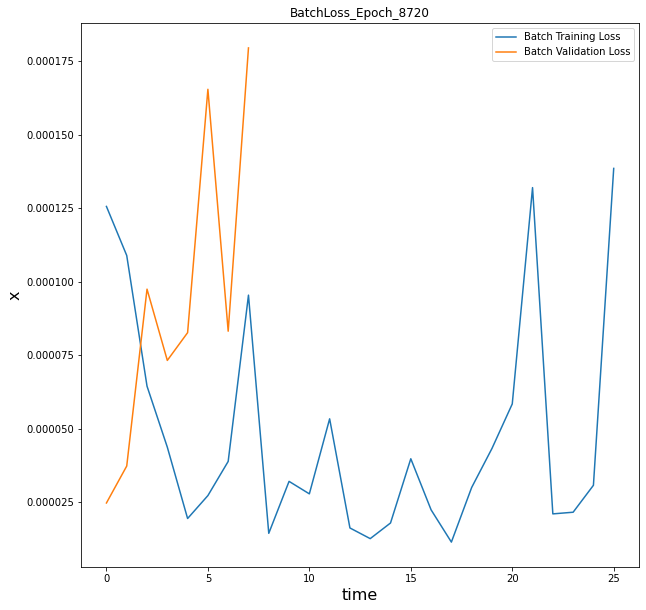 BatchLoss_Epoch_8720
Batch Training Loss
Batch Validation Loss
0.000175
0.000150
0.000125
0.000100
0.000075
0.000050
0.000025
x
0 5 10 15 20 25
time